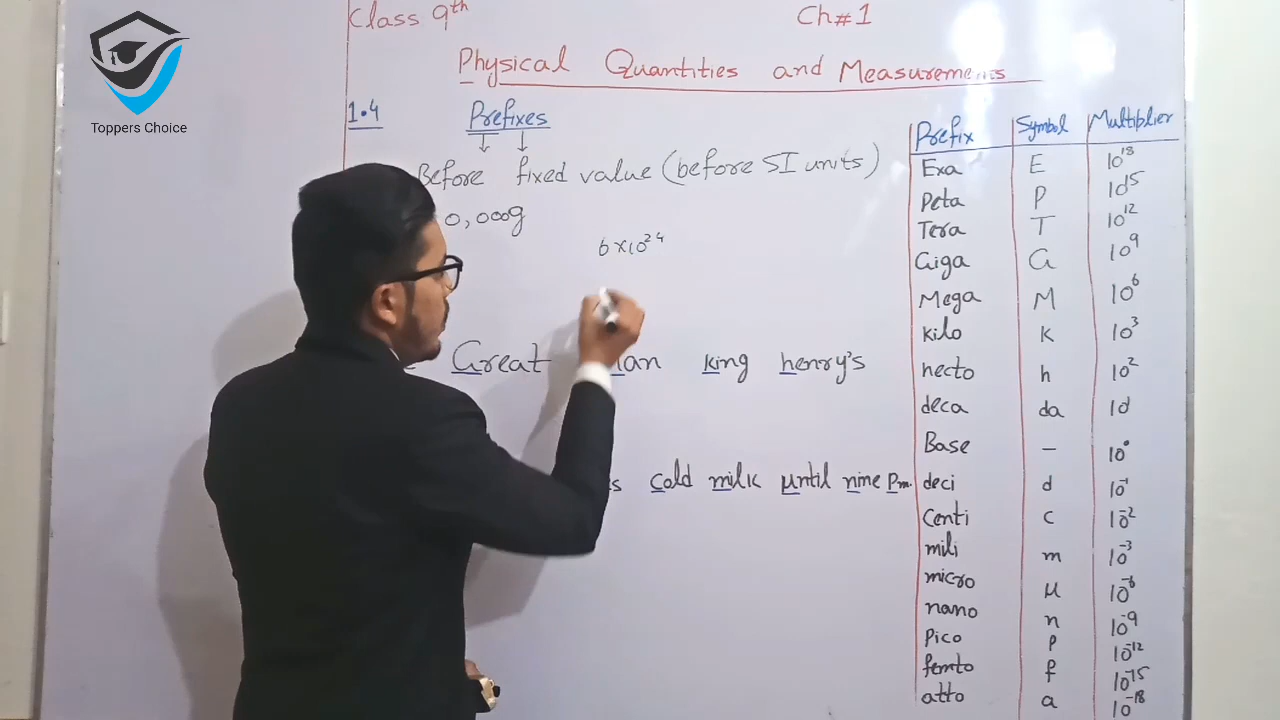 Toppers Choice
Class 9th Ch#1
Physical Quantities and Measurements
1.4 Prefixes
Before fixed value (before SI units)
0,000g
6×10²⁴
Great an king henry's
s cold milk μntil nine Pm.
Prefix Symbol Multiplier
Exa E 10¹⁸
Peta P 10¹⁵
Tera T 10¹²
Giga G 10⁹
Mega M 10⁶
kilo k 10³
hecto h 10²
deca da 10¹
Base – 10⁰
deci d 10⁻¹
Centi c 10⁻²
mili m 10⁻³
micro μ 10⁻⁶
nano n 10⁻⁹
Pico p 10⁻¹²
femto f 10⁻¹⁵
atto a 10⁻¹⁸